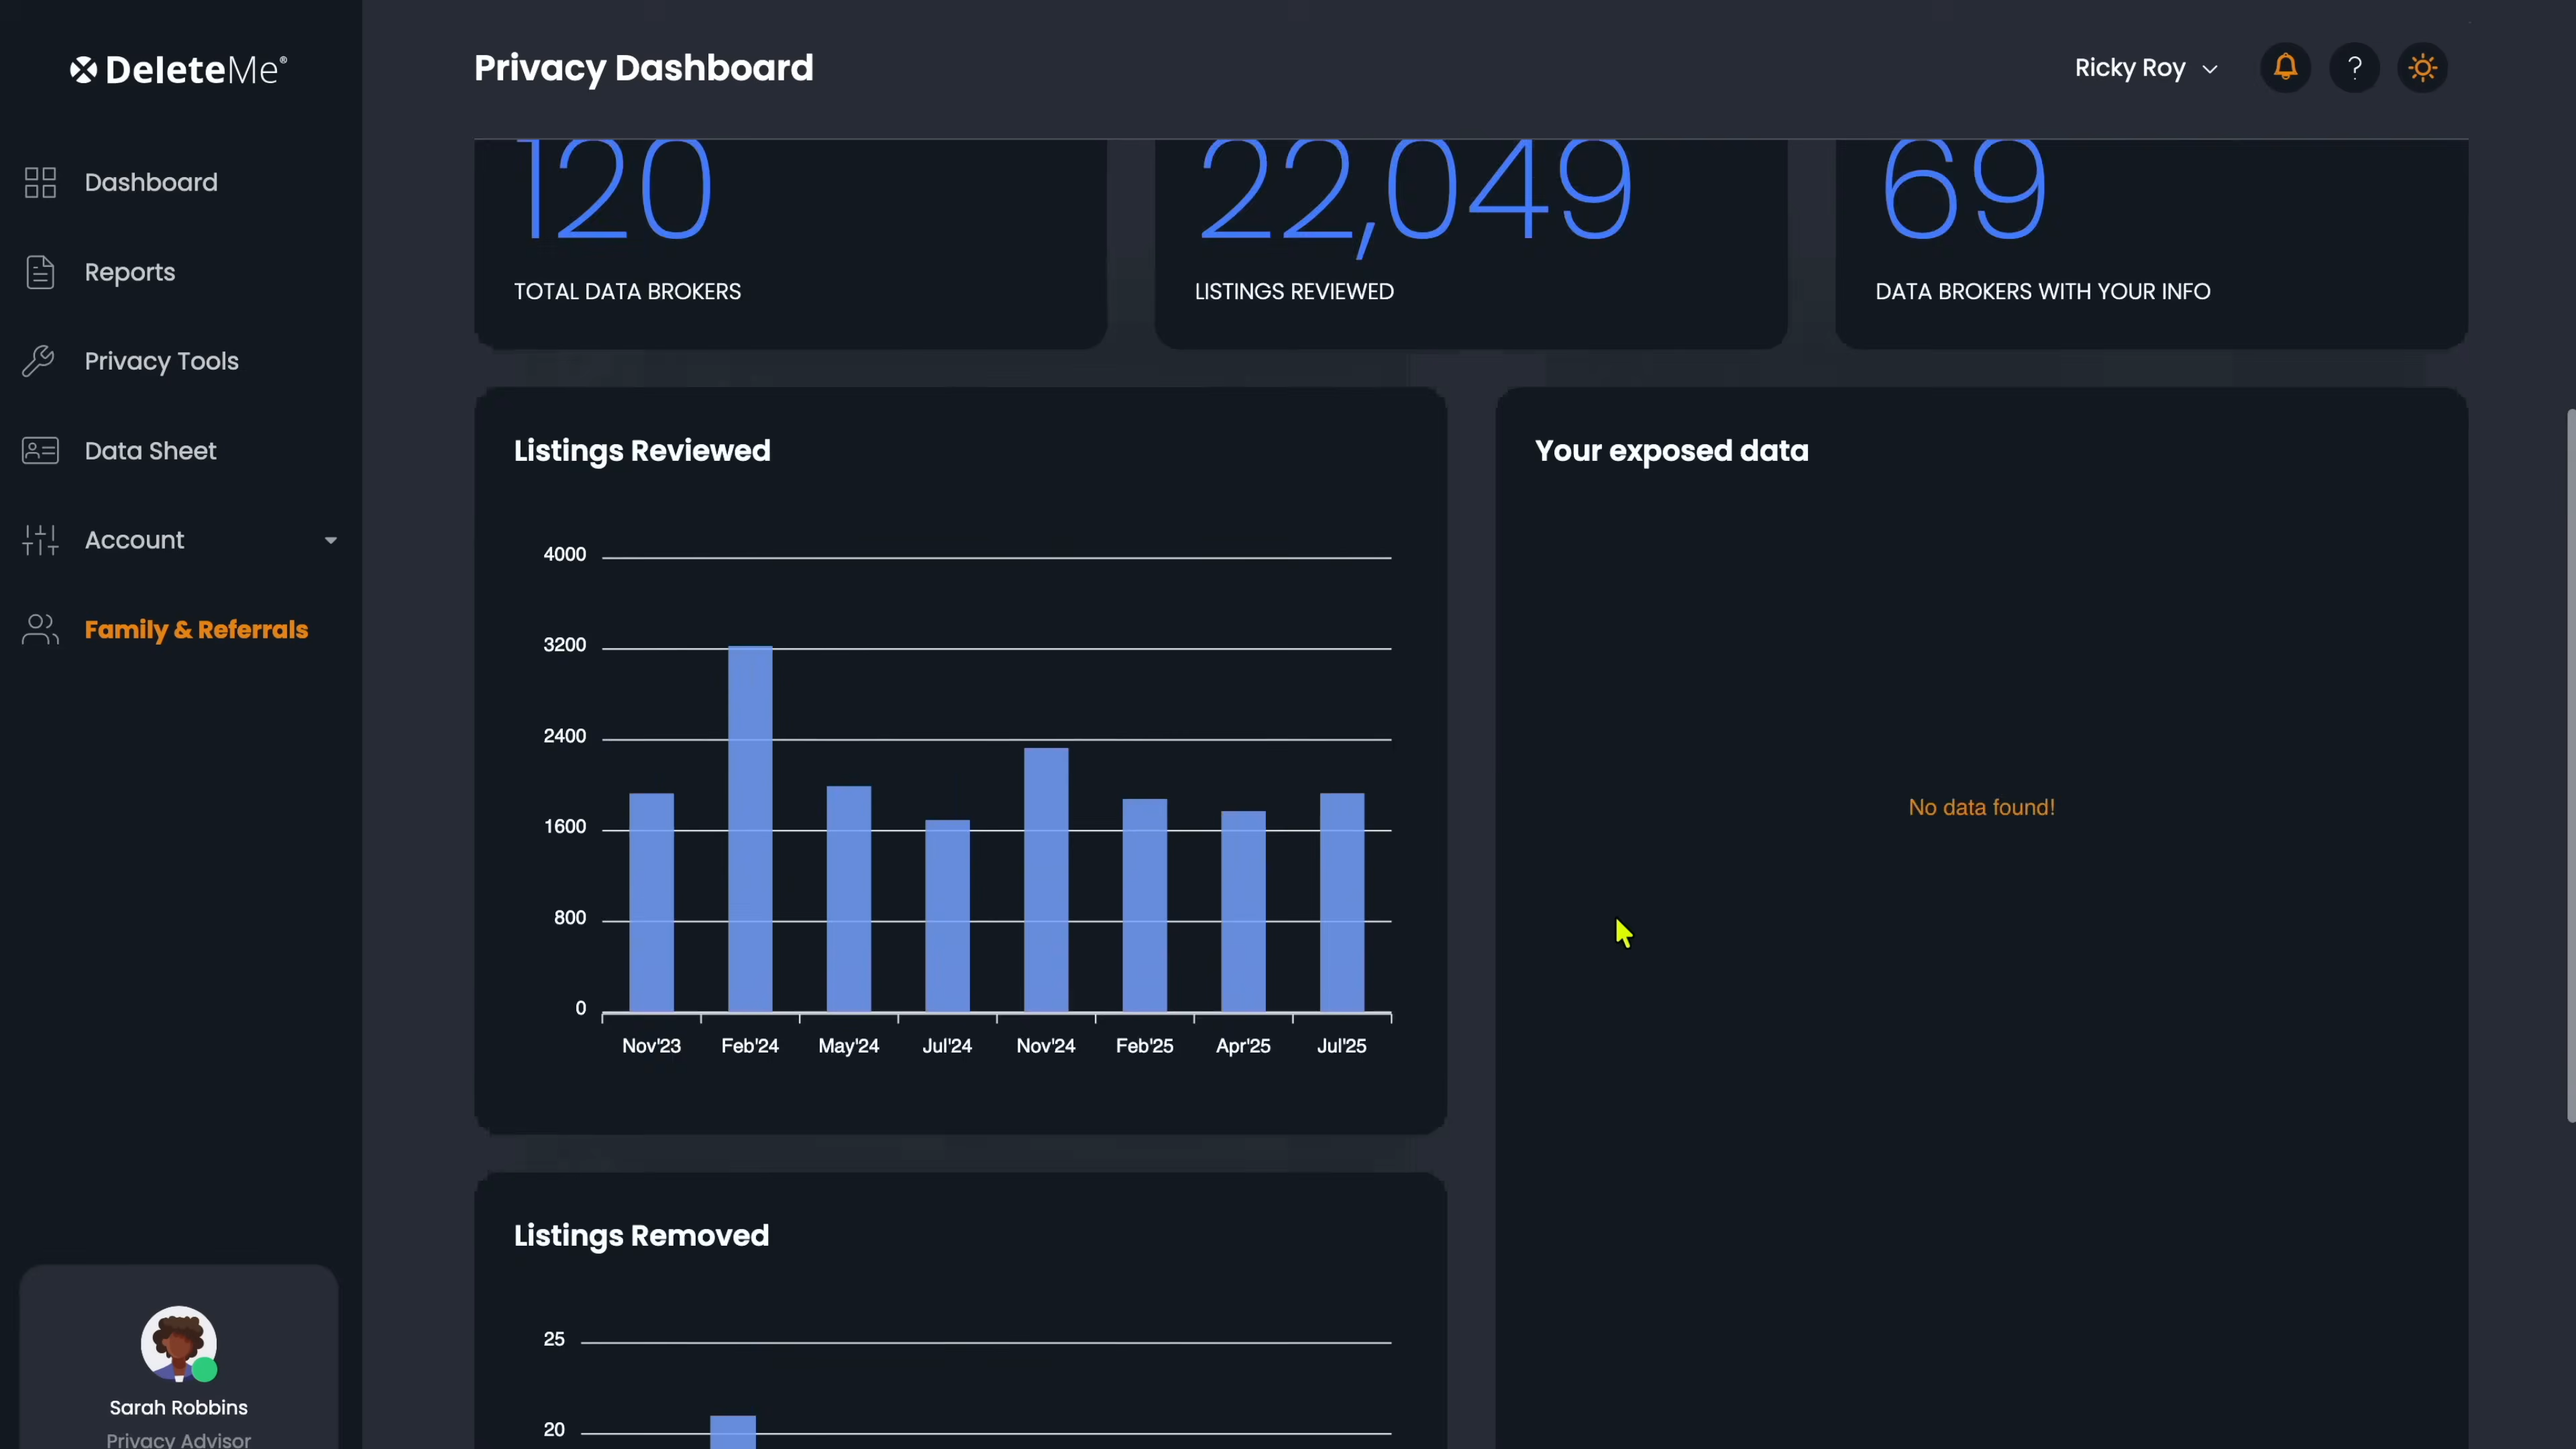 DeleteMe®
Privacy Dashboard
Ricky Roy
?
Dashboard
Reports
Privacy Tools
Data Sheet
Account
Family & Referrals
120
TOTAL DATA BROKERS
22,049
LISTINGS REVIEWED
69
DATA BROKERS WITH YOUR INFO
Listings Reviewed
4000
3200
2400
1600
800
0
Nov'23 Feb'24 May'24 Jul'24 Nov'24 Feb'25 Apr'25 Jul'25
Your exposed data
No data found!
Listings Removed
25
20
Sarah Robbins
Privacy Advisor